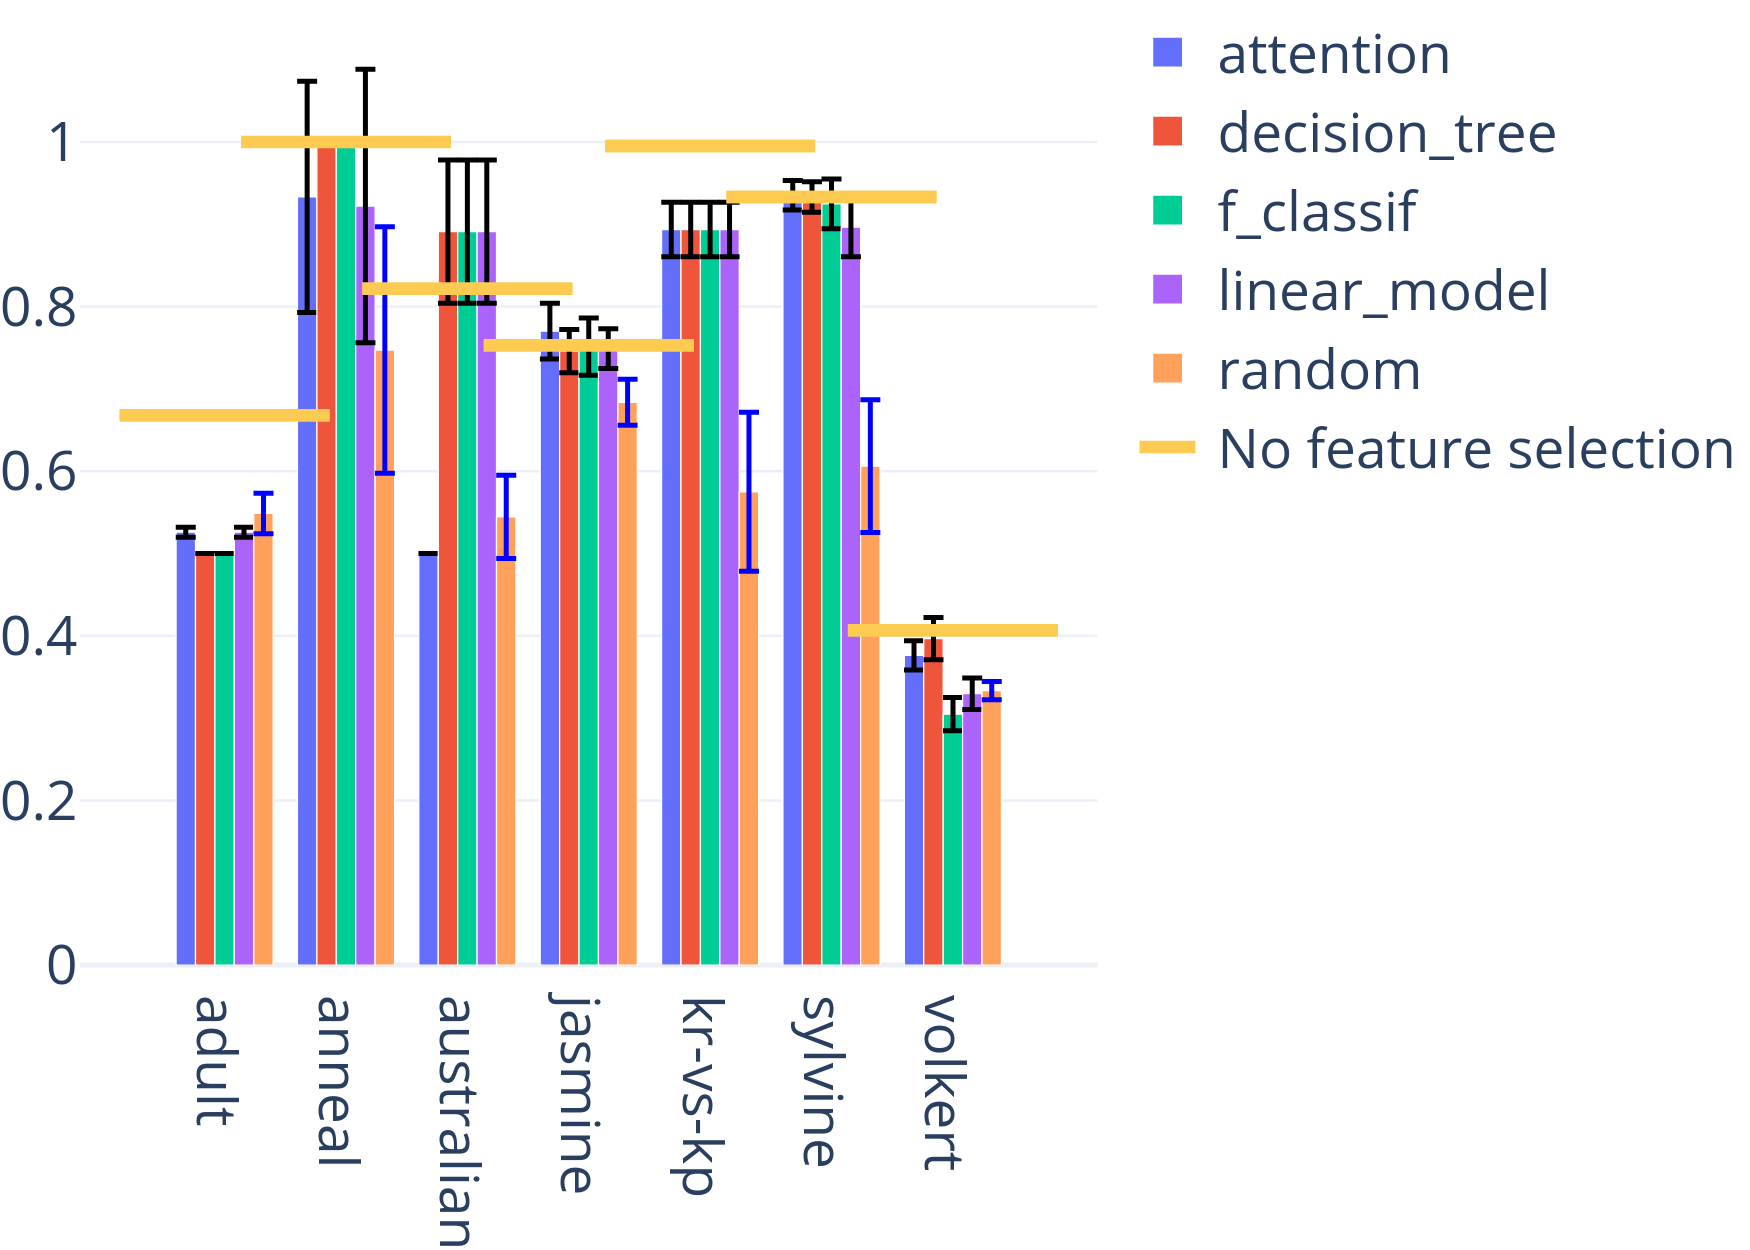 1
0.8
0.6
0.4
0.2
0
adult
anneal
australian
jasmine
kr-vs-kp
sylvine
volkert
attention
decision_tree
f_classif
linear_model
random
No feature selection